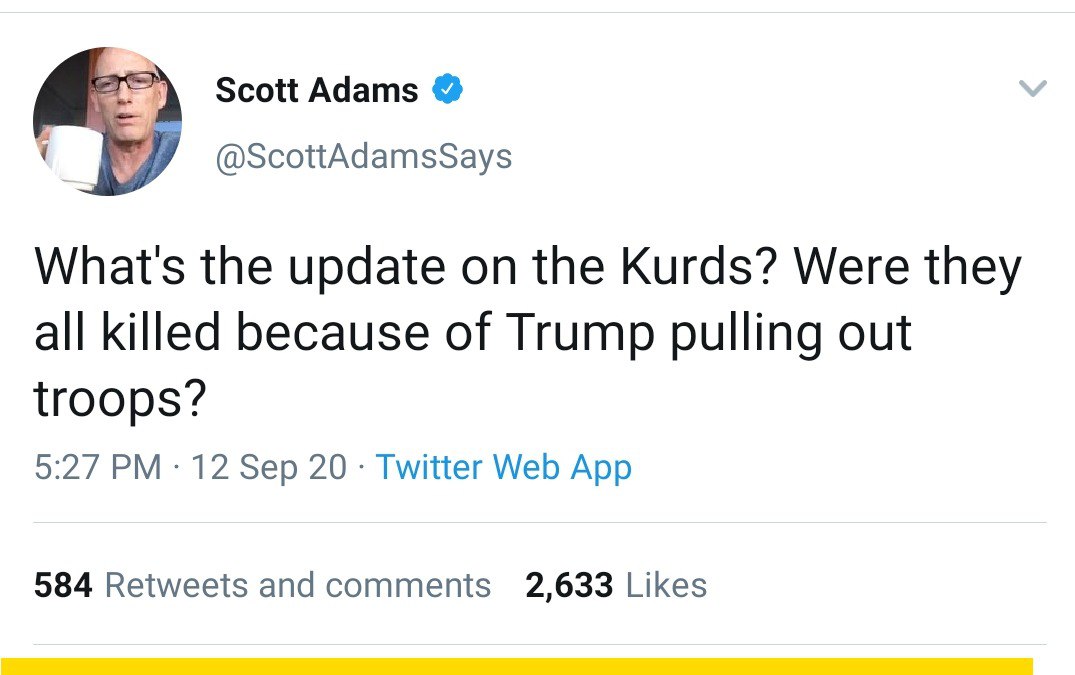 Scott Adams
@ScottAdamsSays
What's the update on the Kurds? Were they
all killed because of Trump pulling out
troops?
5:27 PM · 12 Sep 20 · Twitter Web App
584 Retweets and comments 2,633 Likes